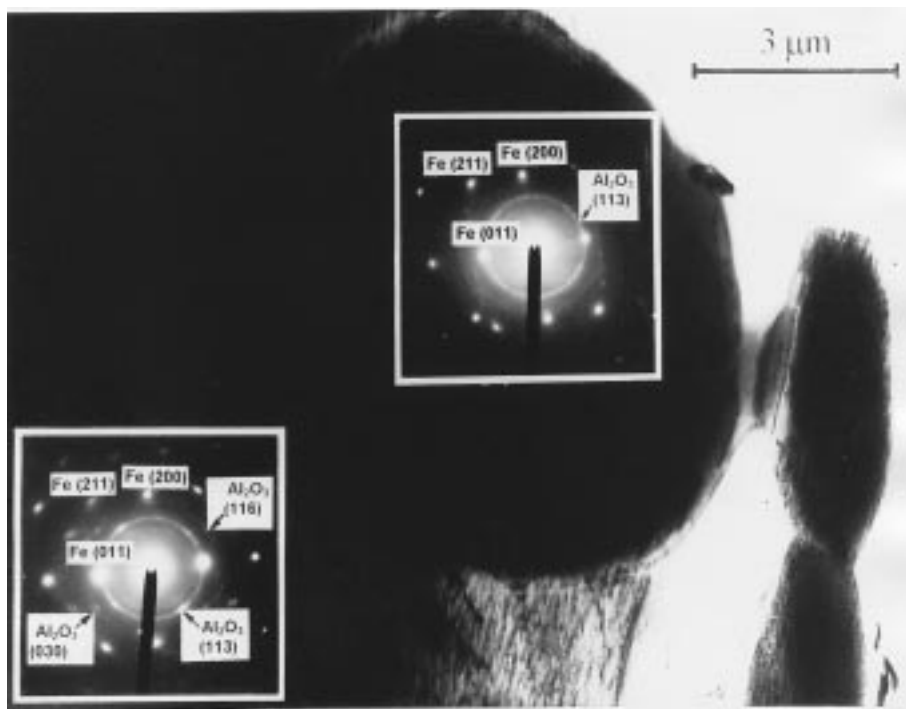 3 μm
Fe (211)
Fe (200)
Al₂O₃
(113)
Fe (011)
Fe (211)
Fe (200)
Al₂O₃
(116)
Fe (011)
Al₂O₃
(030)
Al₂O₃
(113)